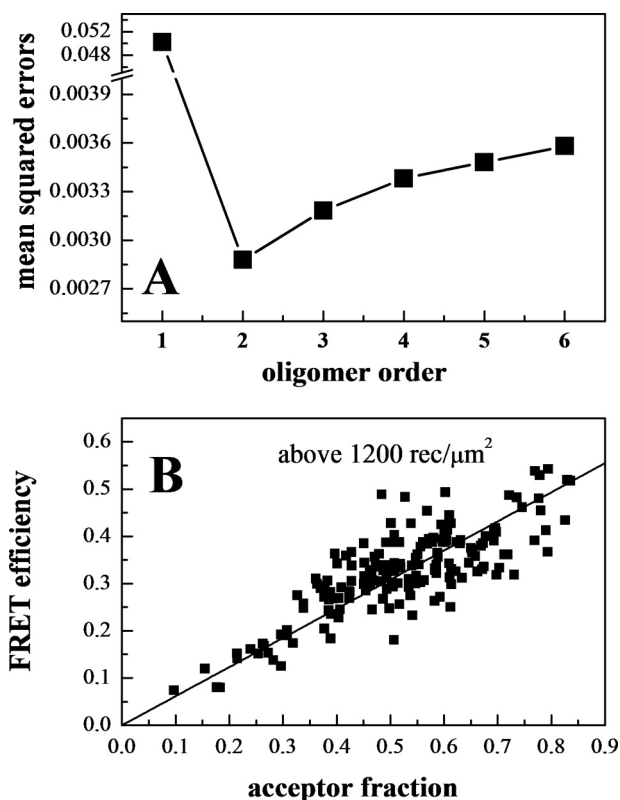 mean squared errors
0.052
0.048
0.0039
0.0036
0.0033
0.0030
0.0027
A
1 2 3 4 5 6
oligomer order
FRET efficiency
0.6
0.5
0.4
0.3
0.2
0.1
0.0
B
above 1200 rec/μm²
0.0 0.1 0.2 0.3 0.4 0.5 0.6 0.7 0.8 0.9
acceptor fraction